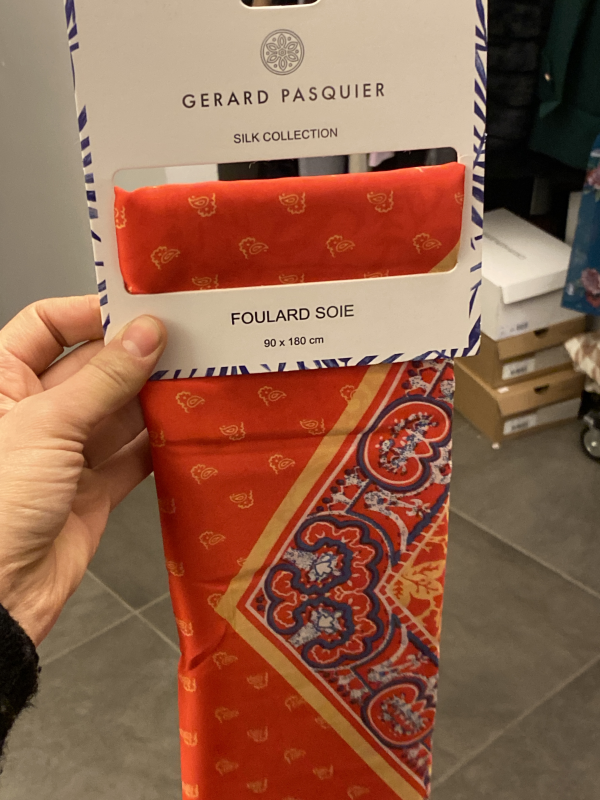 GERARD PASQUIER
SILK COLLECTION
FOULARD SOIE
90 x 180 cm